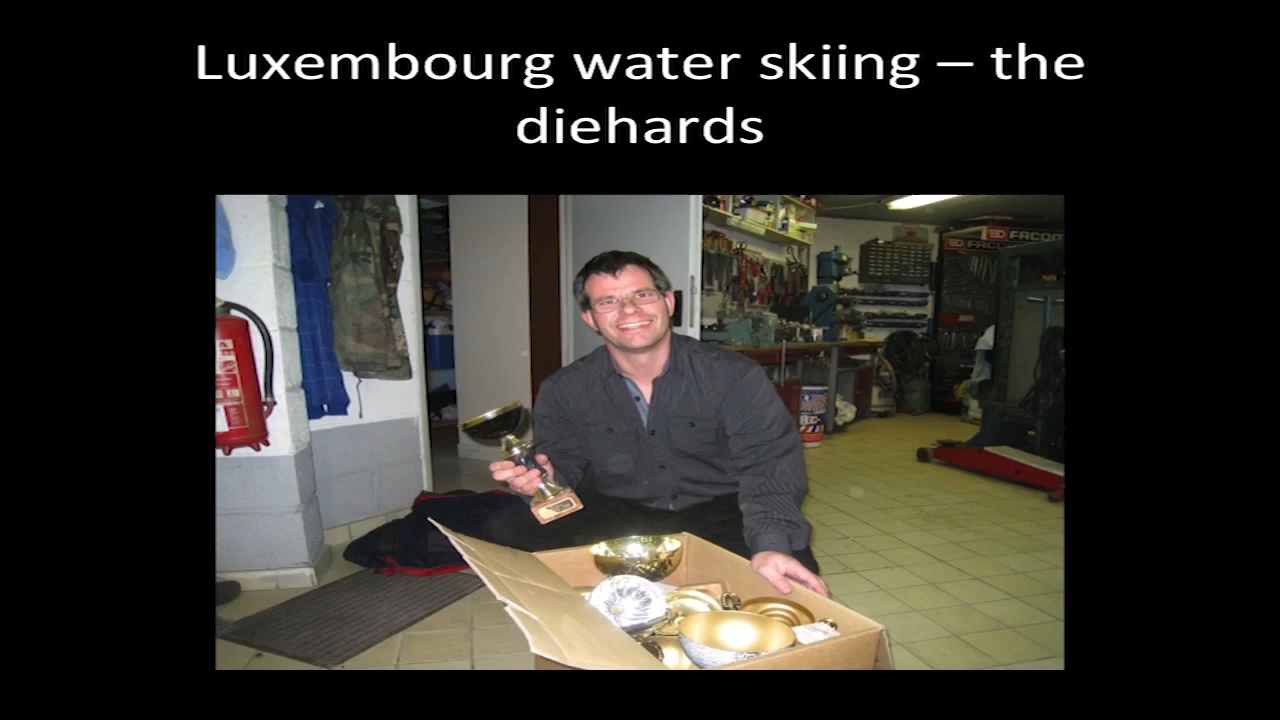 Luxembourg water skiing – the
diehards
FACOM